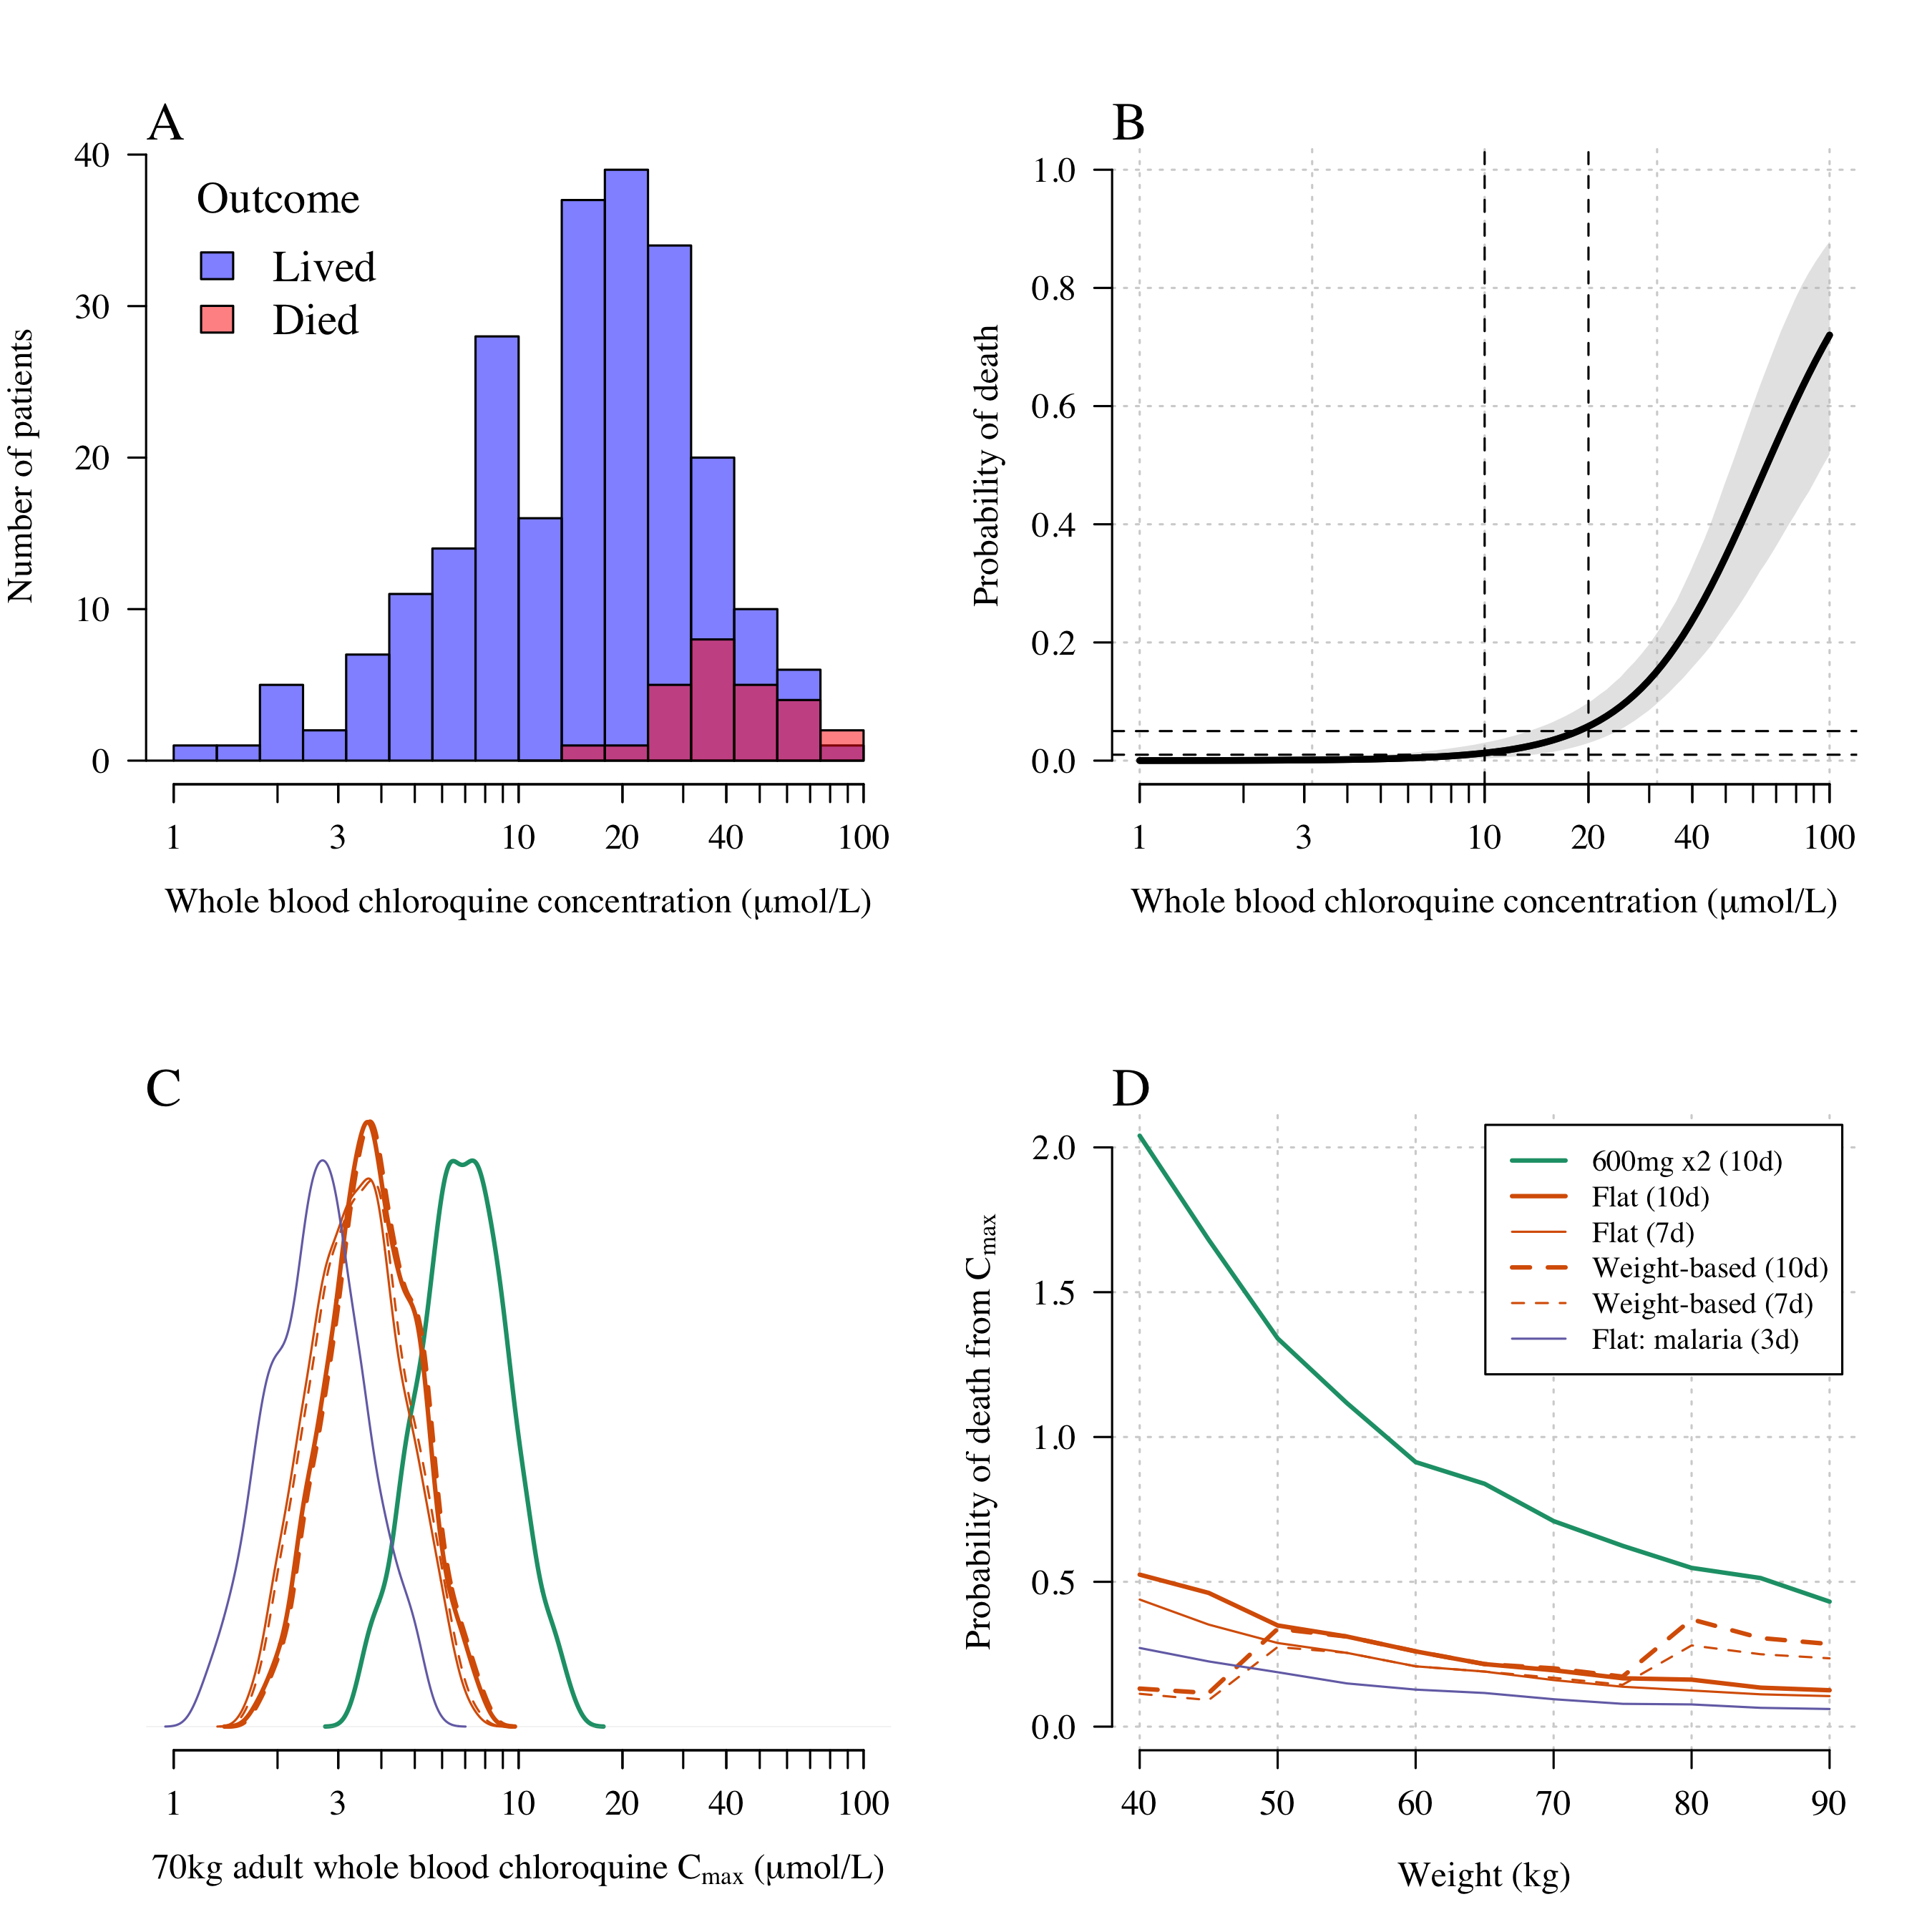 A
40
30
20
10
0
Number of patients
Outcome
Lived
Died
1 3 10 20 40 100
Whole blood chloroquine concentration (μmol/L)
B
1.0
0.8
0.6
0.4
0.2
0.0
Probability of death
1 3 10 20 40 100
Whole blood chloroquine concentration (μmol/L)
C
1 3 10 20 40 100
70kg adult whole blood chloroquine Cmax (μmol/L)
D
2.0
1.5
1.0
0.5
0.0
Probability of death from Cmax
600mg x2 (10d)
Flat (10d)
Flat (7d)
Weight-based (10d)
Weight-based (7d)
Flat: malaria (3d)
40 50 60 70 80 90
Weight (kg)